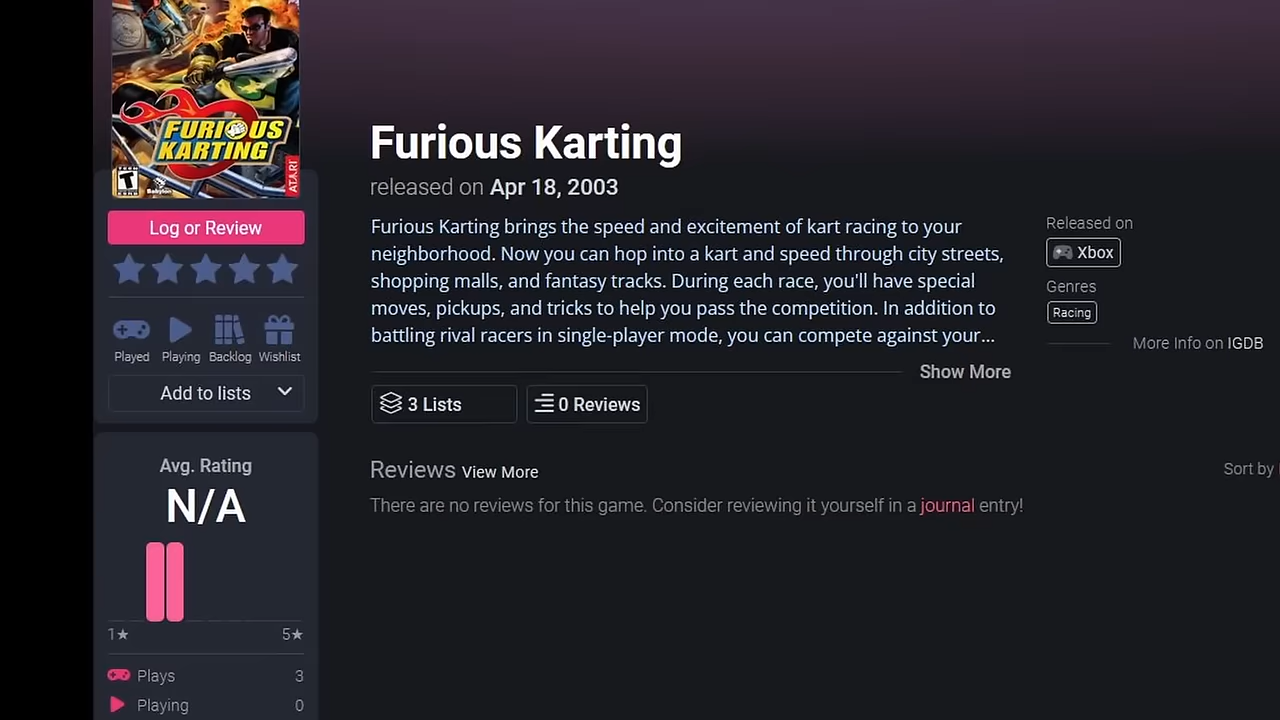 FURIOUS
KARTING
ATARI
TEEN
Babylon
Log or Review
Played
Playing
Backlog
Wishlist
Add to lists
Avg. Rating
N/A
1★
5★
Plays
3
Playing
0
Furious Karting
released on Apr 18, 2003
Furious Karting brings the speed and excitement of kart racing to your
neighborhood. Now you can hop into a kart and speed through city streets,
shopping malls, and fantasy tracks. During each race, you'll have special
moves, pickups, and tricks to help you pass the competition. In addition to
battling rival racers in single-player mode, you can compete against your...
Show More
3 Lists
0 Reviews
Reviews View More
Sort by
There are no reviews for this game. Consider reviewing it yourself in a journal entry!
Released on
Xbox
Genres
Racing
More Info on IGDB